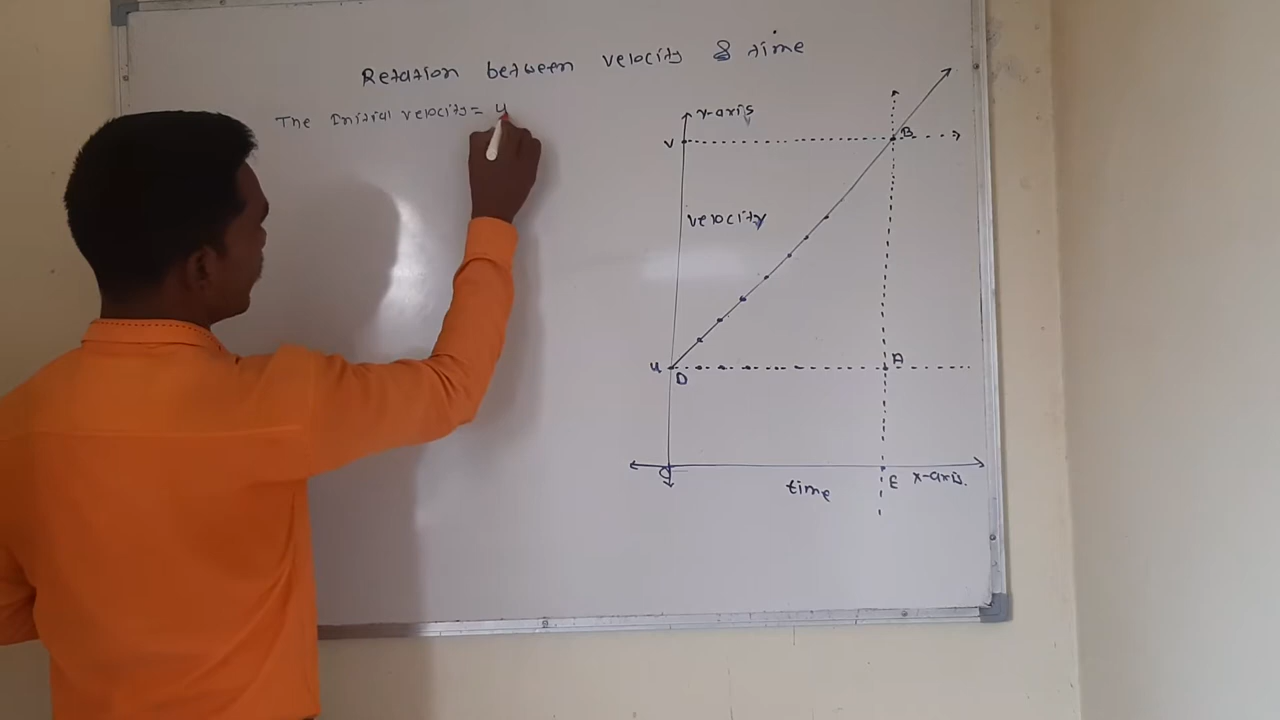 Relation between velocity & time
The Initial velocity = u
Y-axis
V
B
velocity
u
D
A
O
time
E
X-axis.